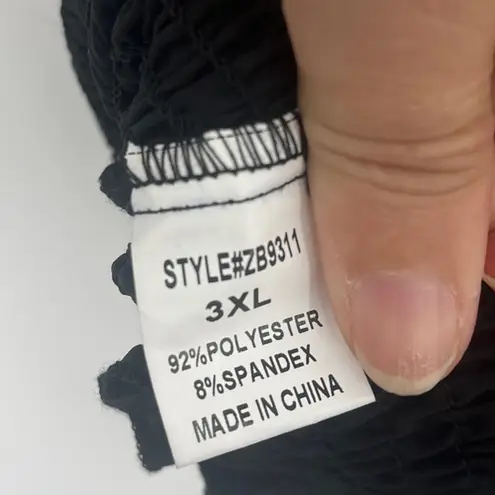 STYLE#ZB9311
3XL
92%POLYESTER
8%SPANDEX
MADE IN CHINA